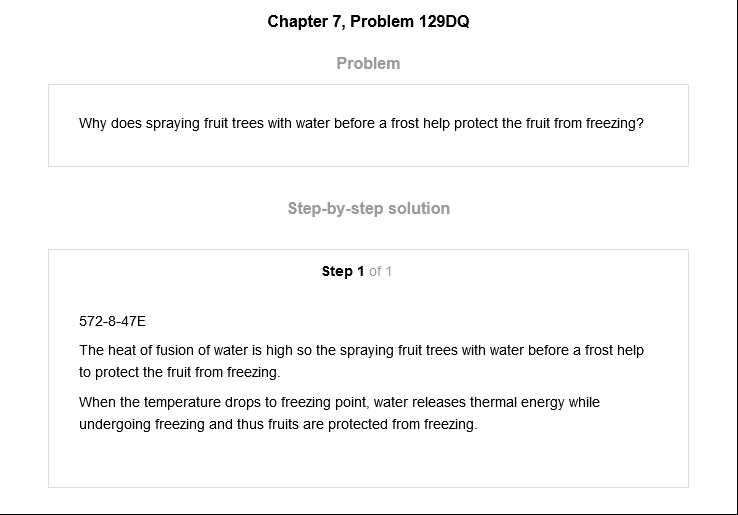 Chapter 7, Problem 129DQ
Problem
Why does spraying fruit trees with water before a frost help protect the fruit from freezing?
Step-by-step solution
Step 1 of 1
572-8-47E
The heat of fusion of water is high so the spraying fruit trees with water before a frost help
to protect the fruit from freezing.
When the temperature drops to freezing point, water releases thermal energy while
undergoing freezing and thus fruits are protected from freezing.